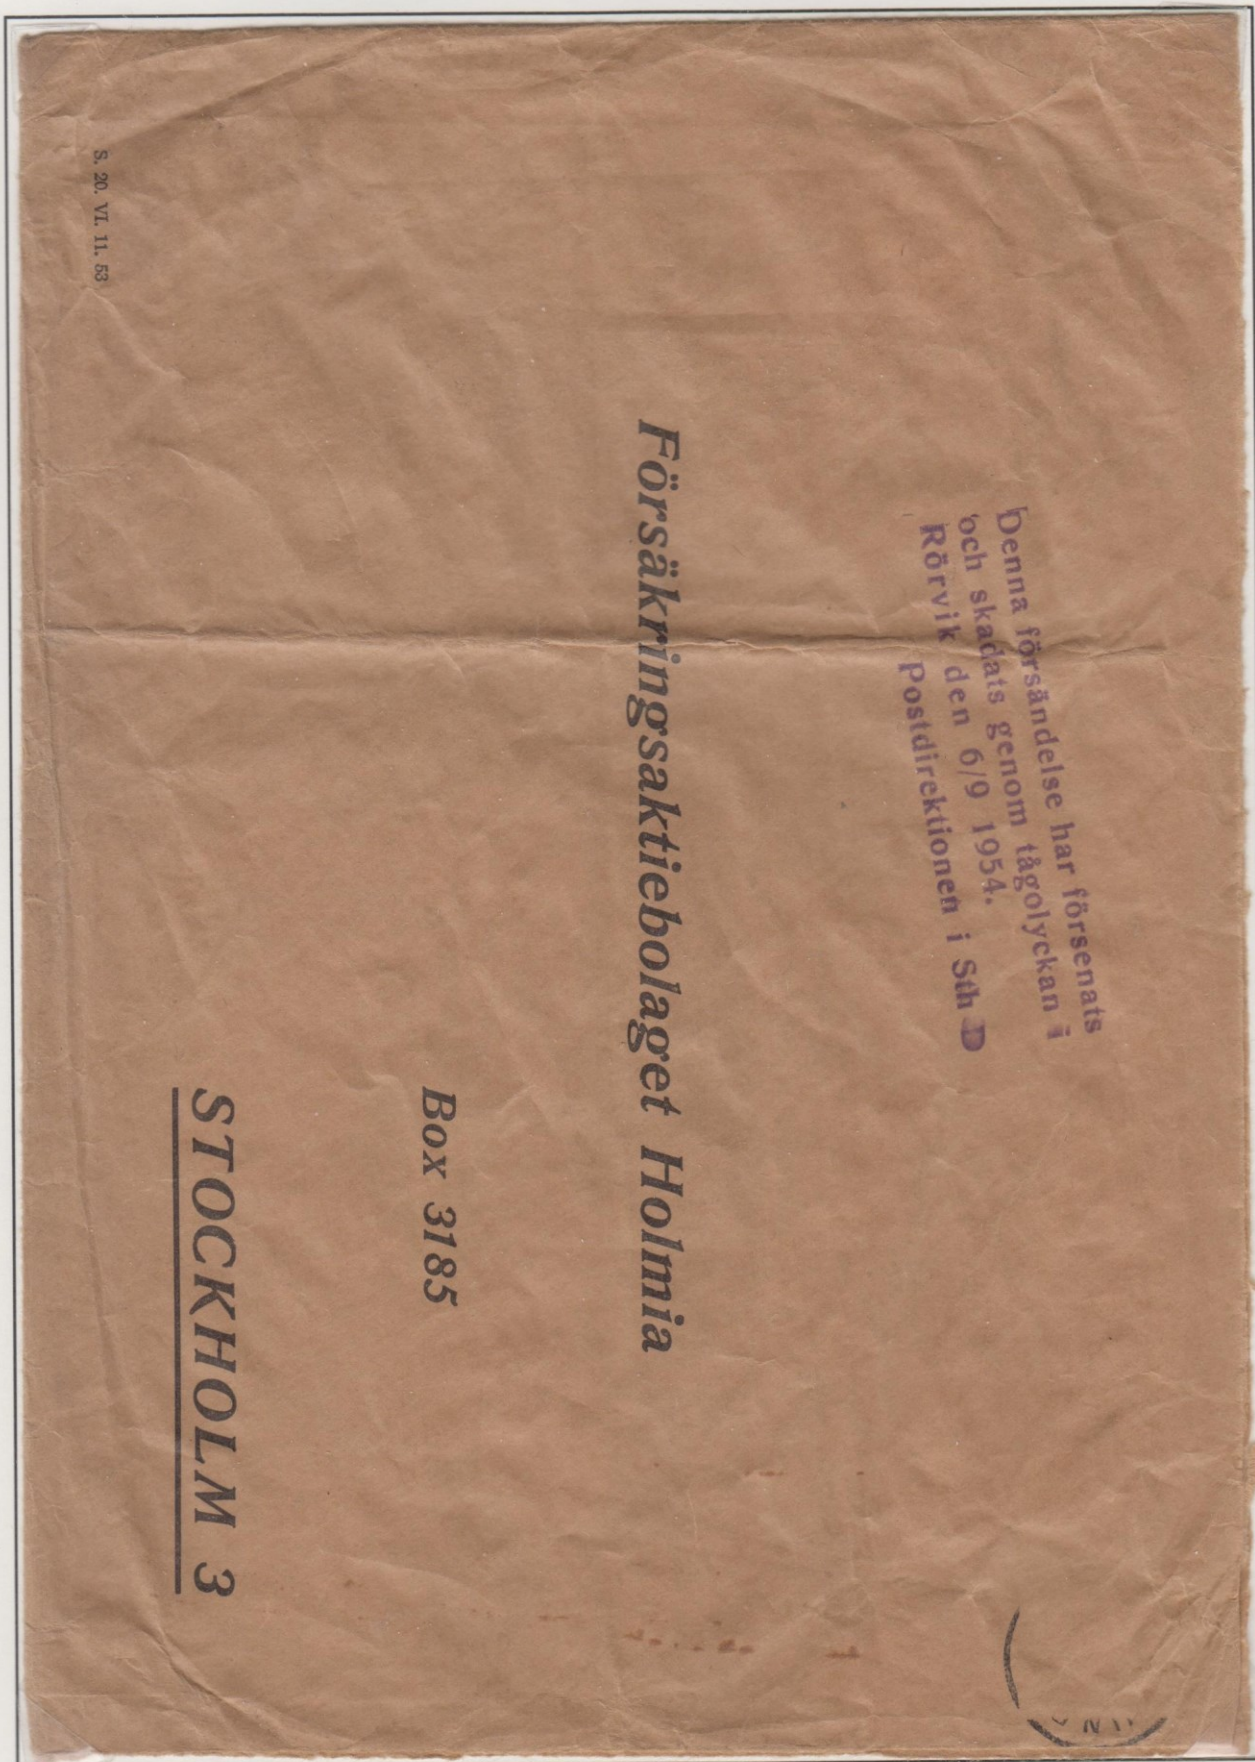 Denna försändelse har försenats
och skadats genom tågolyckan i
Rörvik den 6/9 1954.
Postdirektionen i Sth D
Försäkringsaktiebolaget Holmia
Box 3185
STOCKHOLM 3
S. 20. VI. 11. 53